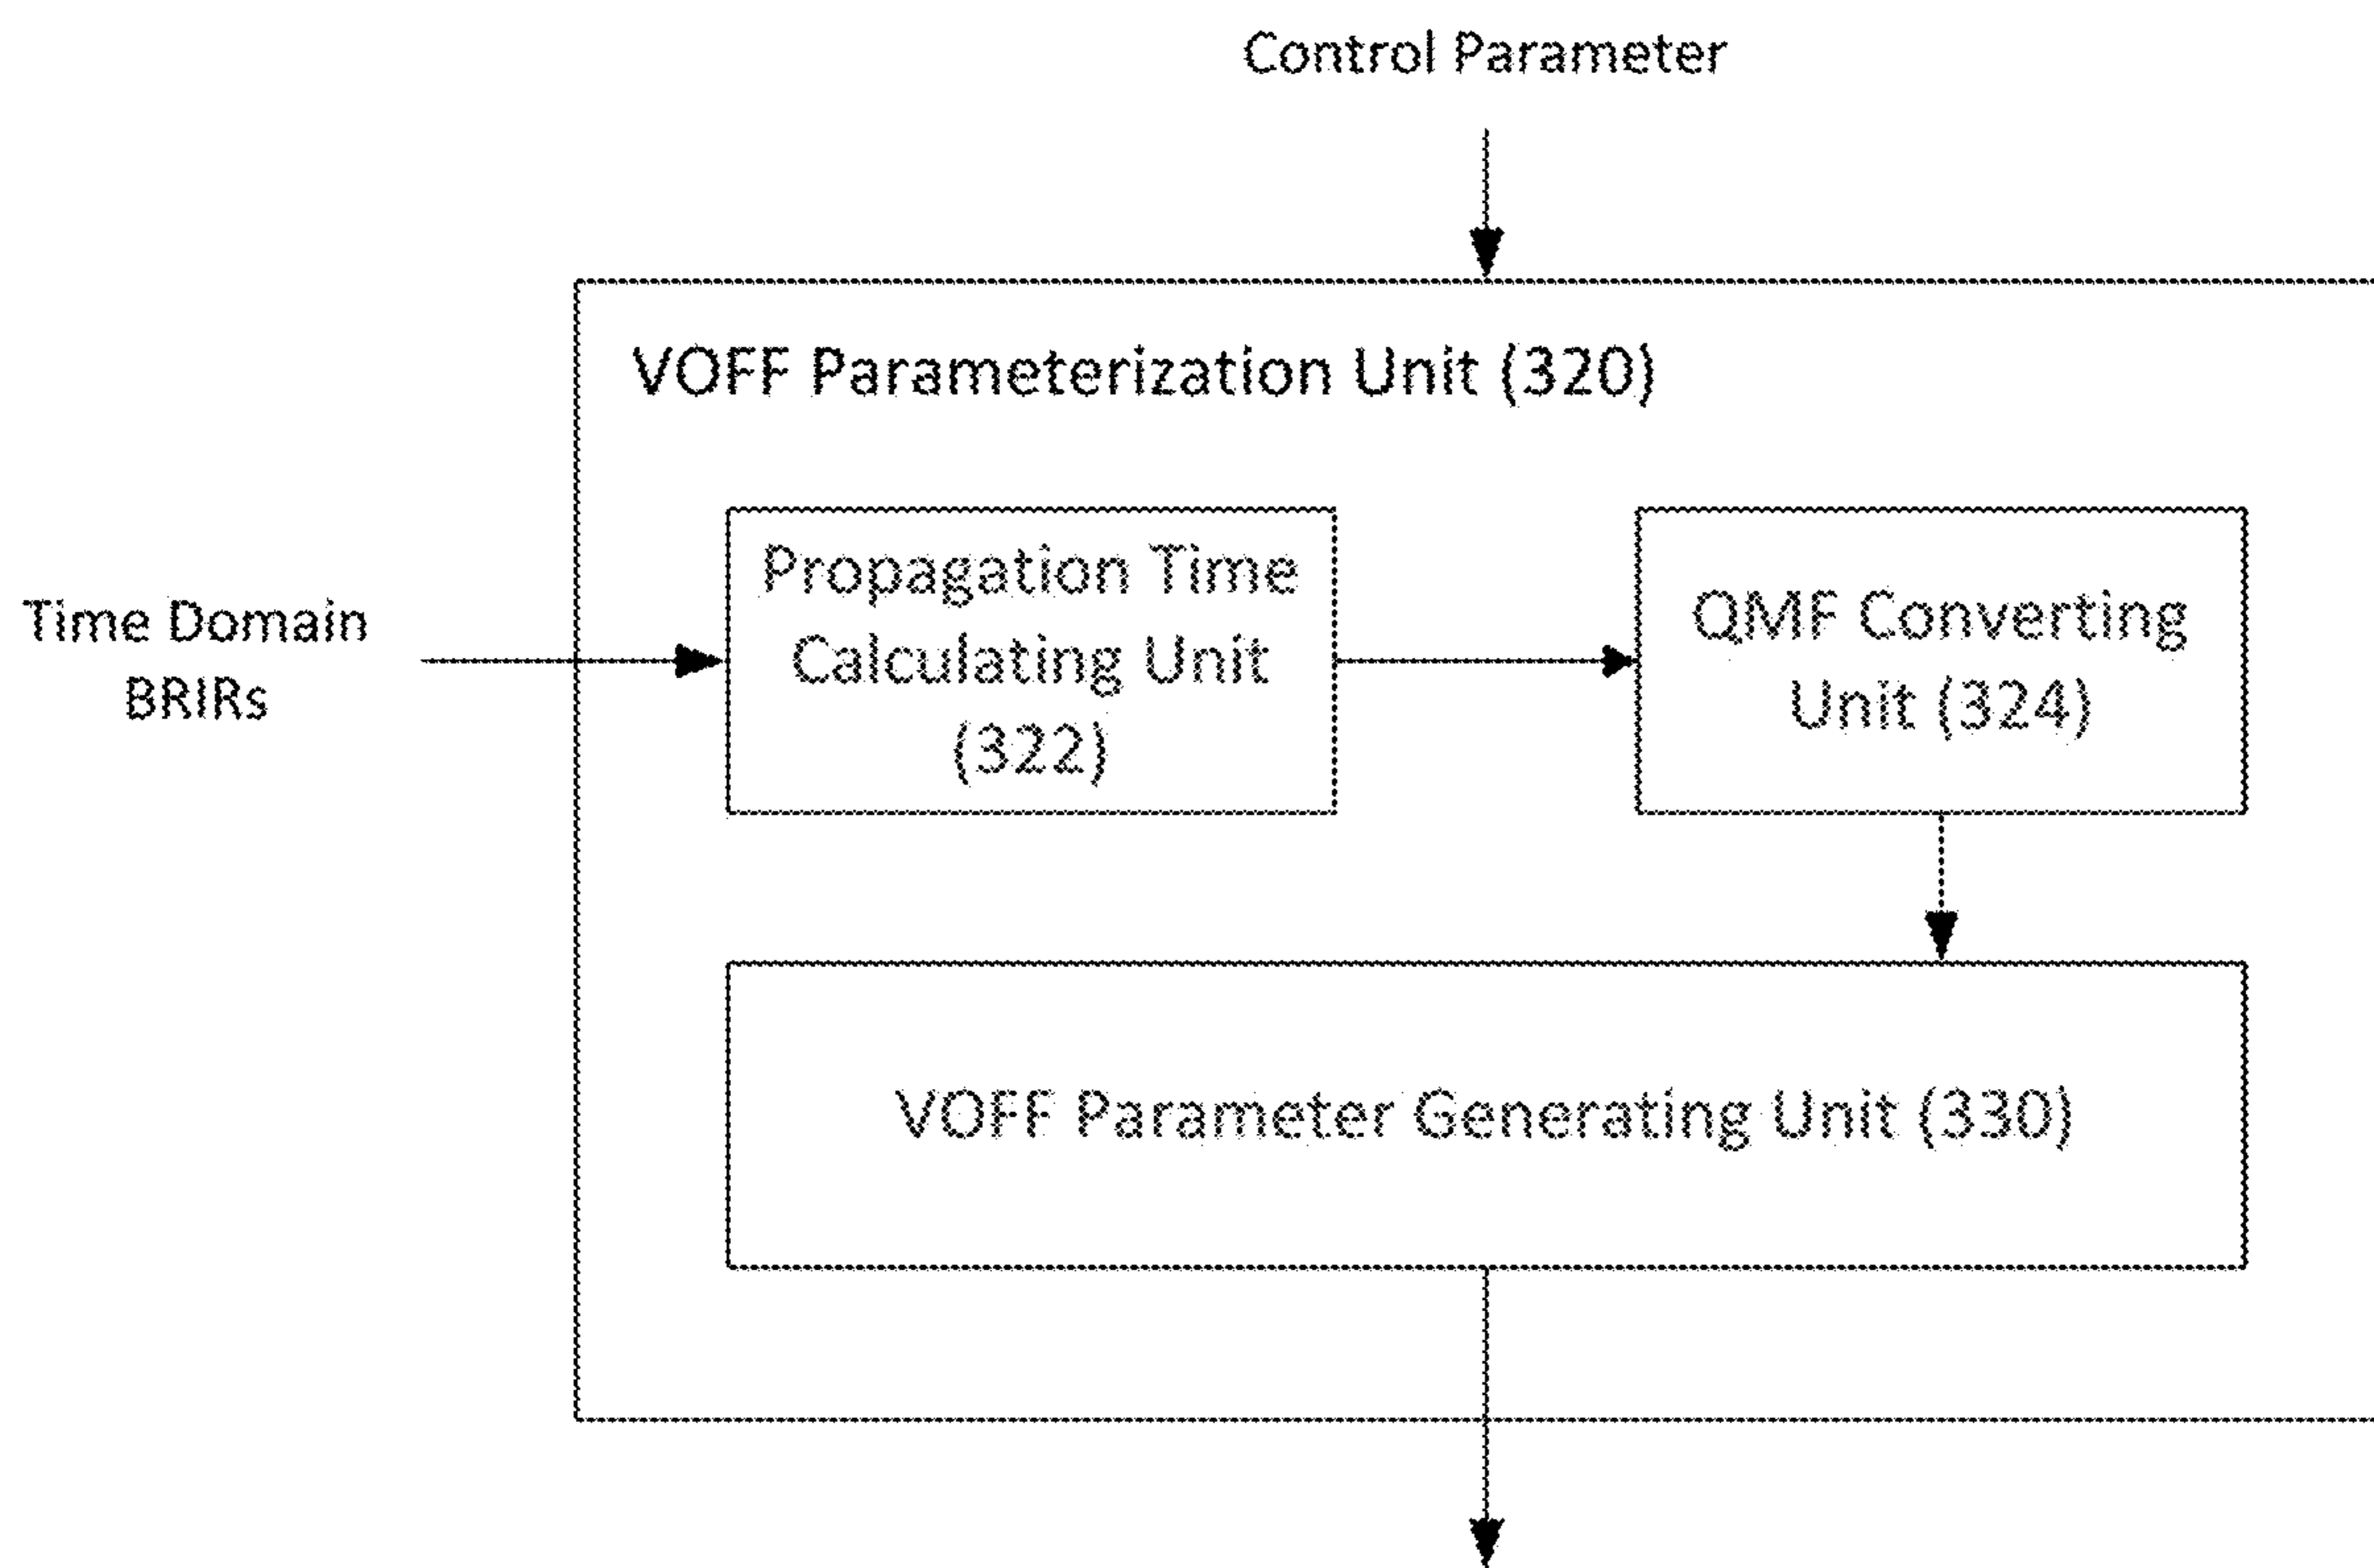 Control Parameter
VOFF Parameterization Unit (320)
Time Domain
BRIRs
Propagation Time
Calculating Unit
(322)
QMF Converting
Unit (324)
VOFF Parameter Generating Unit (330)